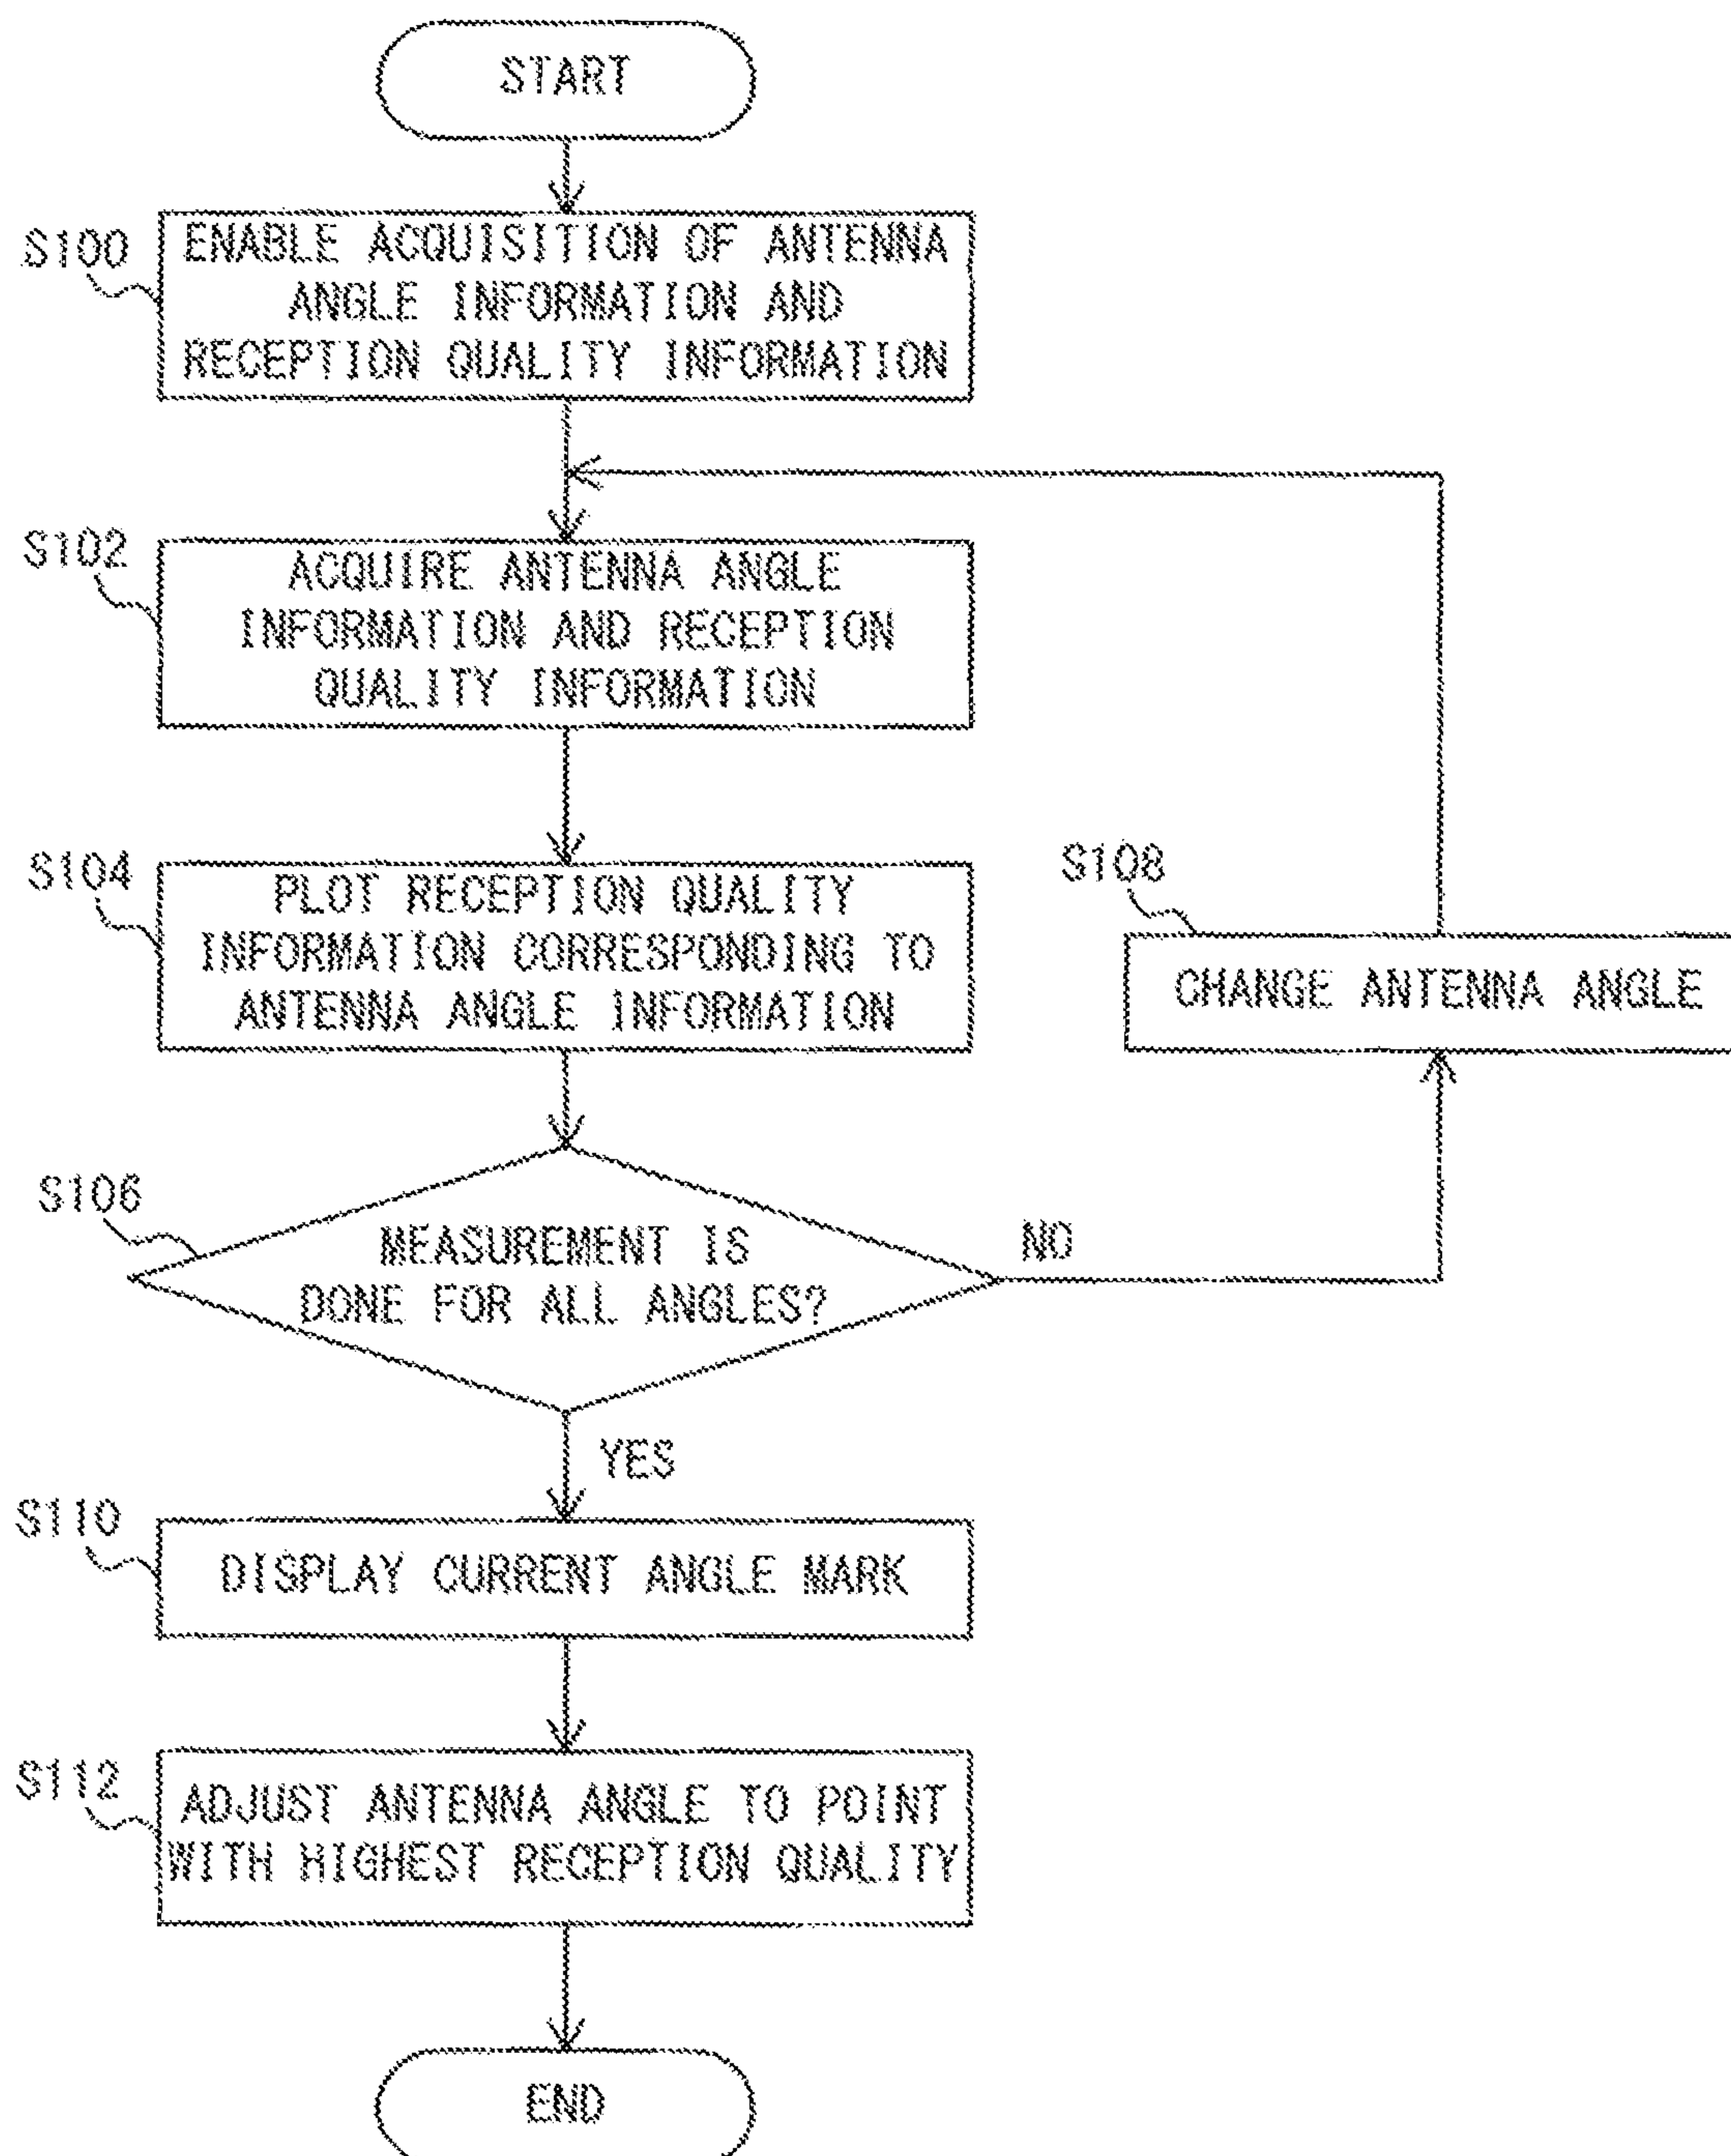 START
S100
ENABLE ACQUISITION OF ANTENNA
ANGLE INFORMATION AND
RECEPTION QUALITY INFORMATION
S102
ACQUIRE ANTENNA ANGLE
INFORMATION AND RECEPTION
QUALITY INFORMATION
S104
PLOT RECEPTION QUALITY
INFORMATION CORRESPONDING TO
ANTENNA ANGLE INFORMATION
S108
CHANGE ANTENNA ANGLE
S106
MEASUREMENT IS
DONE FOR ALL ANGLES?
NO
YES
S110
DISPLAY CURRENT ANGLE MARK
S112
ADJUST ANTENNA ANGLE TO POINT
WITH HIGHEST RECEPTION QUALITY
END